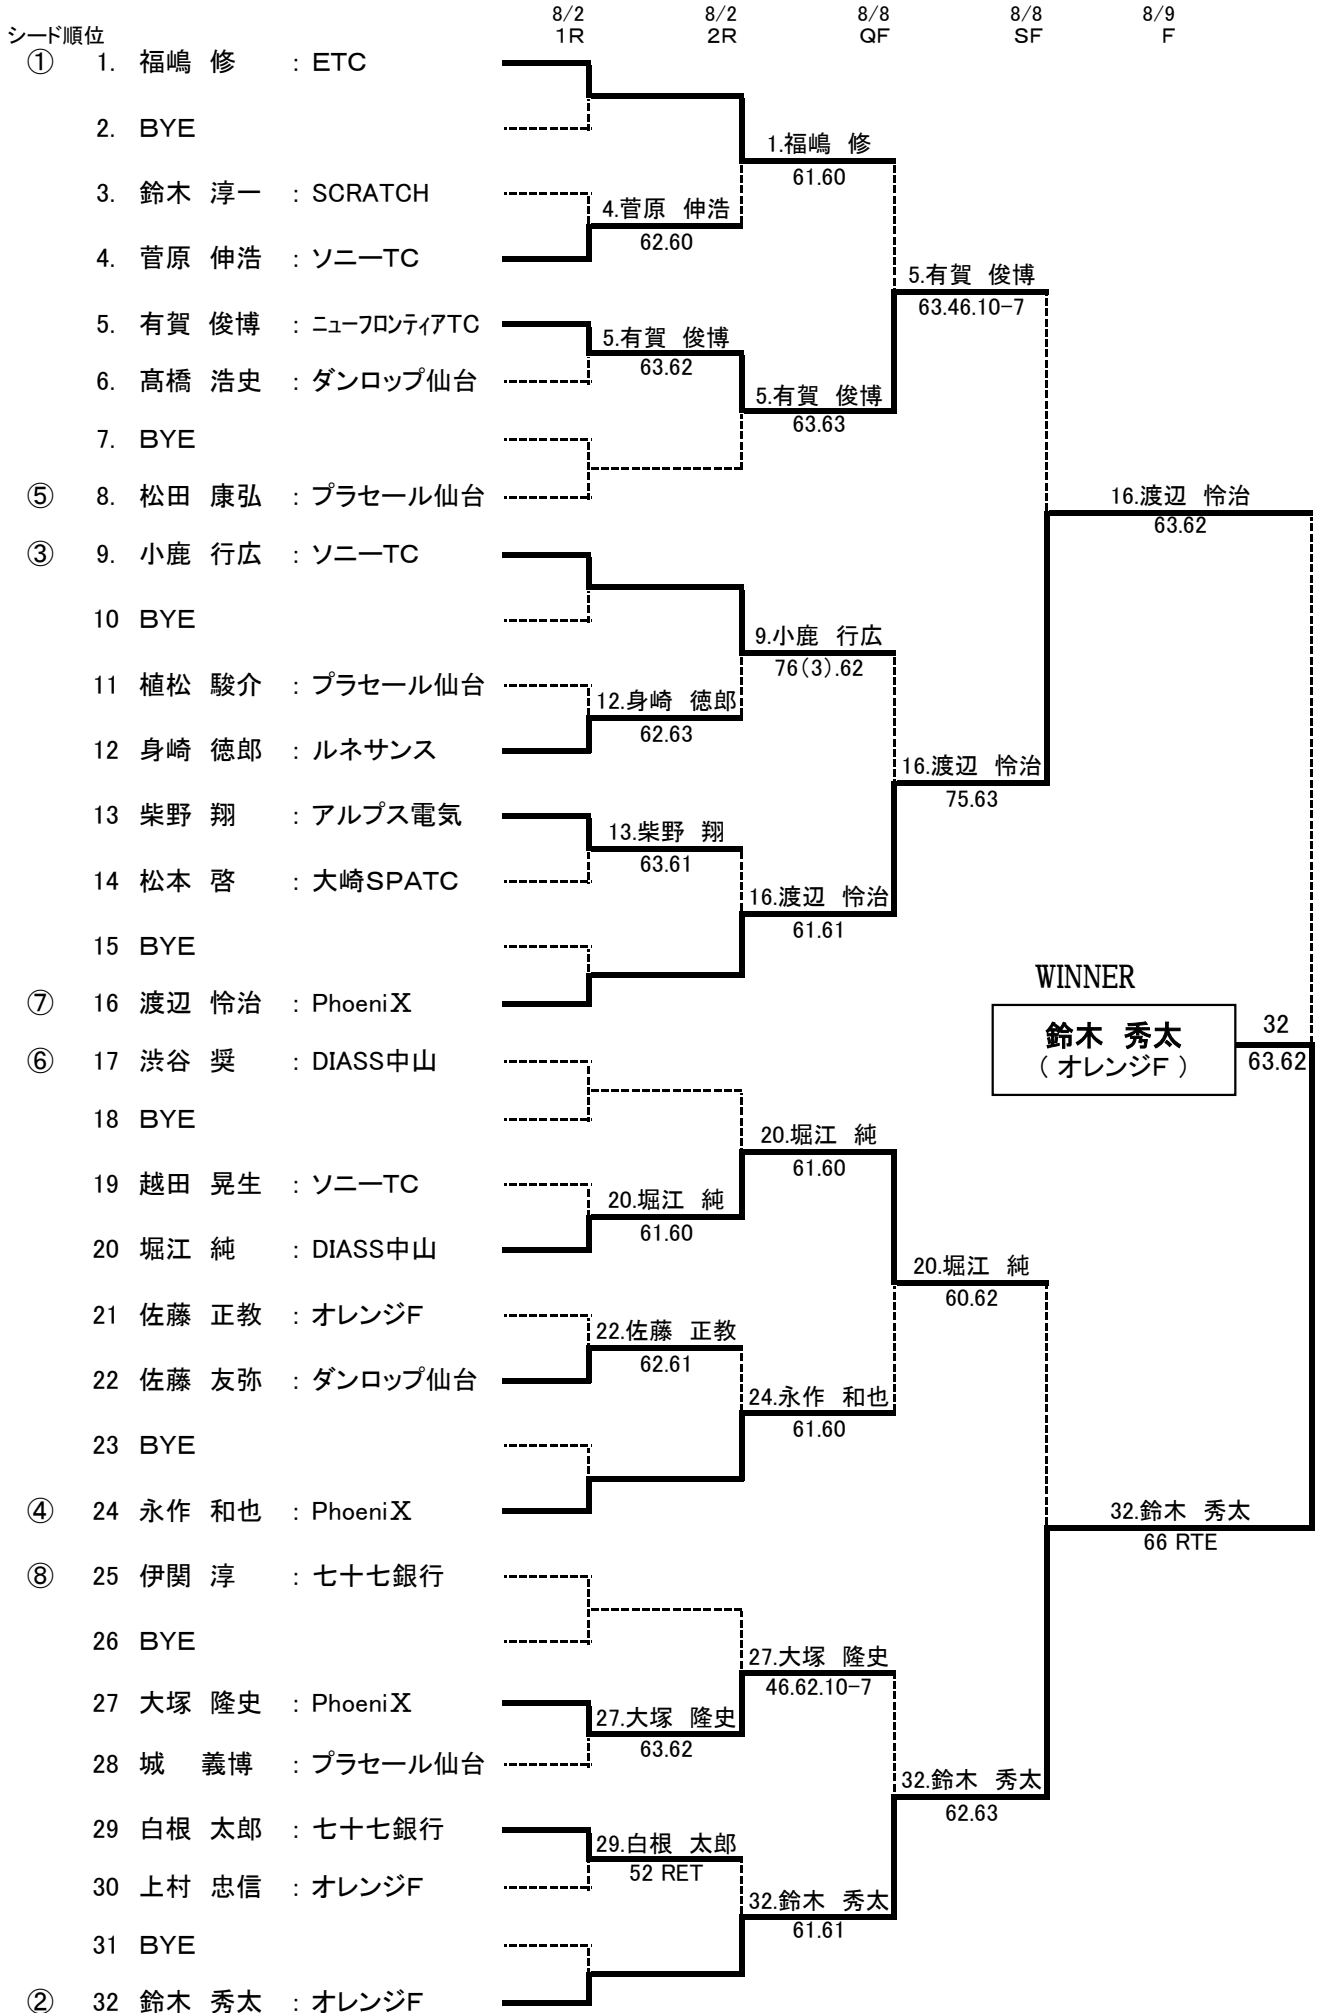 8/2 8/2 8/8 8/8 8/9
シード順位 1R 2R QF SF F
① 1. 福嶋 修 : ETC
2. BYE
1.福嶋 修
61.60
3. 鈴木 淳一 : SCRATCH
4.菅原 伸浩
62.60
4. 菅原 伸浩 : ソニーTC
5.有賀 俊博
63.46.10-7
5. 有賀 俊博 : ニューフロンティアTC
5.有賀 俊博
63.62
6.髙橋 浩史 : ダンロップ仙台
5.有賀 俊博
63.63
7. BYE
⑤ 8. 松田 康弘 : プラセール仙台
16.渡辺 怜治
63.62
③ 9. 小鹿 行広 : ソニーTC
10 BYE
9.小鹿 行広
76(3).62
11 植松 駿介 : プラセール仙台
12.身崎 徳郎
62.63
12 身崎 徳郎 : ルネサンス
16.渡辺 怜治
75.63
13 柴野 翔 : アルプス電気
13.柴野 翔
63.61
14 松本 啓 : 大崎SPATC
16.渡辺 怜治
61.61
15 BYE
WINNER
⑦ 16 渡辺 怜治 : PhoeniX
鈴木 秀太 32
(オレンジF) 63.62
⑥ 17 渋谷 奨 : DIASS中山
18 BYE
20.堀江 純
61.60
19 越田 晃生 : ソニーTC
20.堀江 純
61.60
20 堀江 純 : DIASS中山
20.堀江 純
60.62
21 佐藤 正教 : オレンジF
22.佐藤 正教
62.61
22 佐藤 友弥 : ダンロップ仙台
24.永作 和也
61.60
23 BYE
④ 24 永作 和也 : PhoeniX
32.鈴木 秀太
66 RTE
⑧ 25 伊関 淳 : 七十七銀行
26 BYE
27.大塚 隆史
46.62.10-7
27 大塚 隆史 : PhoeniX
27.大塚 隆史
63.62
28 城 義博 : プラセール仙台
32.鈴木 秀太
62.63
29 白根 太郎 : 七十七銀行
29.白根 太郎
52 RET
30 上村 忠信 : オレンジF
32.鈴木 秀太
61.61
31 BYE
② 32 鈴木 秀太 : オレンジF